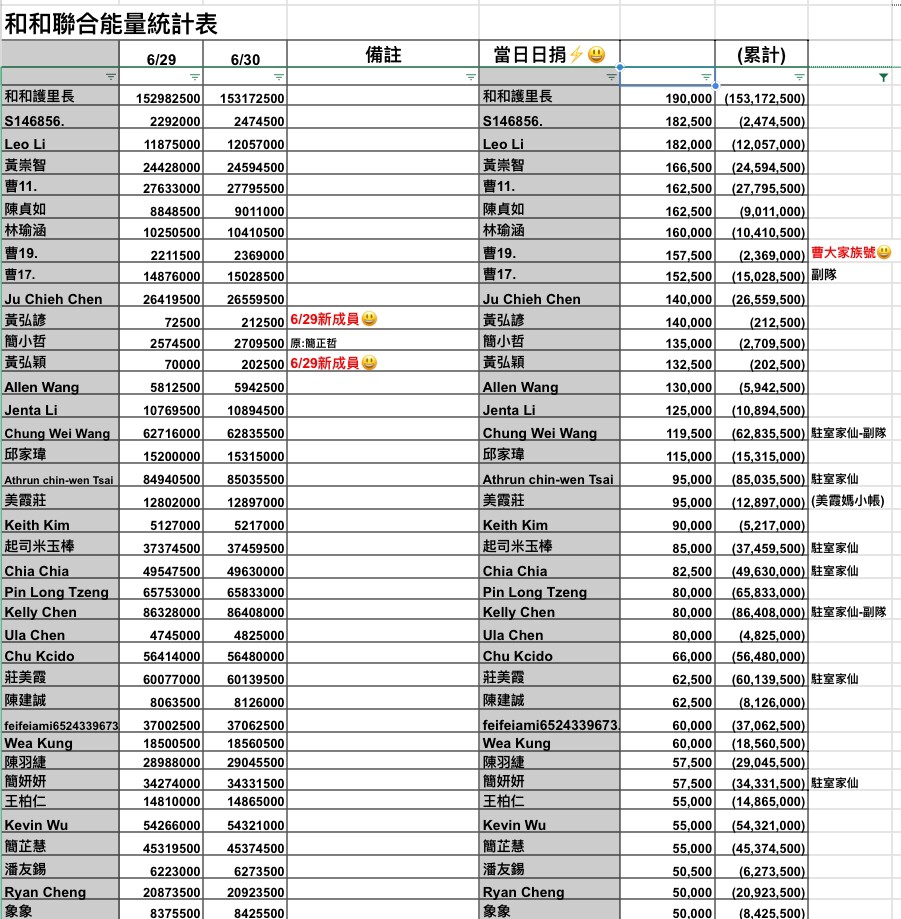 和和聯合能量統計表
6/29 6/30 備註 當日日捐⚡😃 (累計)
和和護里長 152982500 153172500 和和護里長 190,000 (153,172,500)
S146856. 2292000 2474500 S146856. 182,500 (2,474,500)
Leo Li 11875000 12057000 Leo Li 182,000 (12,057,000)
黃崇智 24428000 24594500 黃崇智 166,500 (24,594,500)
曹11. 27633000 27795500 曹11. 162,500 (27,795,500)
陳貞如 8848500 9011000 陳貞如 162,500 (9,011,000)
林瑜涵 10250500 10410500 林瑜涵 160,000 (10,410,500)
曹19. 2211500 2369000 曹19. 157,500 (2,369,000) 曹大家族號😃
曹17. 14876000 15028500 曹17. 152,500 (15,028,500) 副隊
Ju Chieh Chen 26419500 26559500 Ju Chieh Chen 140,000 (26,559,500)
黃弘諺 72500 212500 6/29新成員😃 黃弘諺 140,000 (212,500)
簡小哲 2574500 2709500 原:簡正哲 簡小哲 135,000 (2,709,500)
黃弘穎 70000 202500 6/29新成員😃 黃弘穎 132,500 (202,500)
Allen Wang 5812500 5942500 Allen Wang 130,000 (5,942,500)
Jenta Li 10769500 10894500 Jenta Li 125,000 (10,894,500)
Chung Wei Wang 62716000 62835500 Chung Wei Wang 119,500 (62,835,500) 駐室家仙-副隊
邱家瑋 15200000 15315000 邱家瑋 115,000 (15,315,000)
Athrun chin-wen Tsai 84940500 85035500 Athrun chin-wen Tsai 95,000 (85,035,500) 駐室家仙
美霞莊 12802000 12897000 美霞莊 95,000 (12,897,000) (美霞媽小帳)
Keith Kim 5127000 5217000 Keith Kim 90,000 (5,217,000)
起司米玉棒 37374500 37459500 起司米玉棒 85,000 (37,459,500) 駐室家仙
Chia Chia 49547500 49630000 Chia Chia 82,500 (49,630,000) 駐室家仙
Pin Long Tzeng 65753000 65833000 Pin Long Tzeng 80,000 (65,833,000)
Kelly Chen 86328000 86408000 Kelly Chen 80,000 (86,408,000) 駐室家仙-副隊
Ula Chen 4745000 4825000 Ula Chen 80,000 (4,825,000)
Chu Kcido 56414000 56480000 Chu Kcido 66,000 (56,480,000)
莊美霞 60077000 60139500 莊美霞 62,500 (60,139,500) 駐室家仙
陳建誠 8063500 8126000 陳建誠 62,500 (8,126,000)
feifeiami6524339673 37002500 37062500 feifeiami6524339673. 60,000 (37,062,500)
Wea Kung 18500500 18560500 Wea Kung 60,000 (18,560,500)
陳羽緁 28988000 29045500 陳羽緁 57,500 (29,045,500)
簡妍妍 34274000 34331500 簡妍妍 57,500 (34,331,500) 駐室家仙
王柏仁 14810000 14865000 王柏仁 55,000 (14,865,000)
Kevin Wu 54266000 54321000 Kevin Wu 55,000 (54,321,000)
簡芷慧 45319500 45374500 簡芷慧 55,000 (45,374,500)
潘友錫 6223000 6273500 潘友錫 50,500 (6,273,500)
Ryan Cheng 20873500 20923500 Ryan Cheng 50,000 (20,923,500)
象象 8375500 8425500 象象 50,000 (8,425,500)